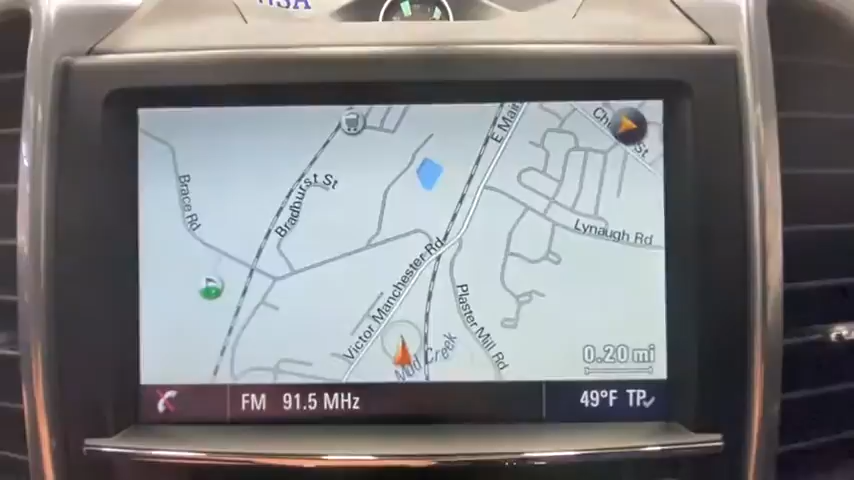 E Main
St
Brace Rd
Bradhurst St
Lynaugh Rd
Victor Manchester Rd
Plaster Mill Rd
Mud Creek
0.20 mi
FM 91.5 MHz
49°F TP